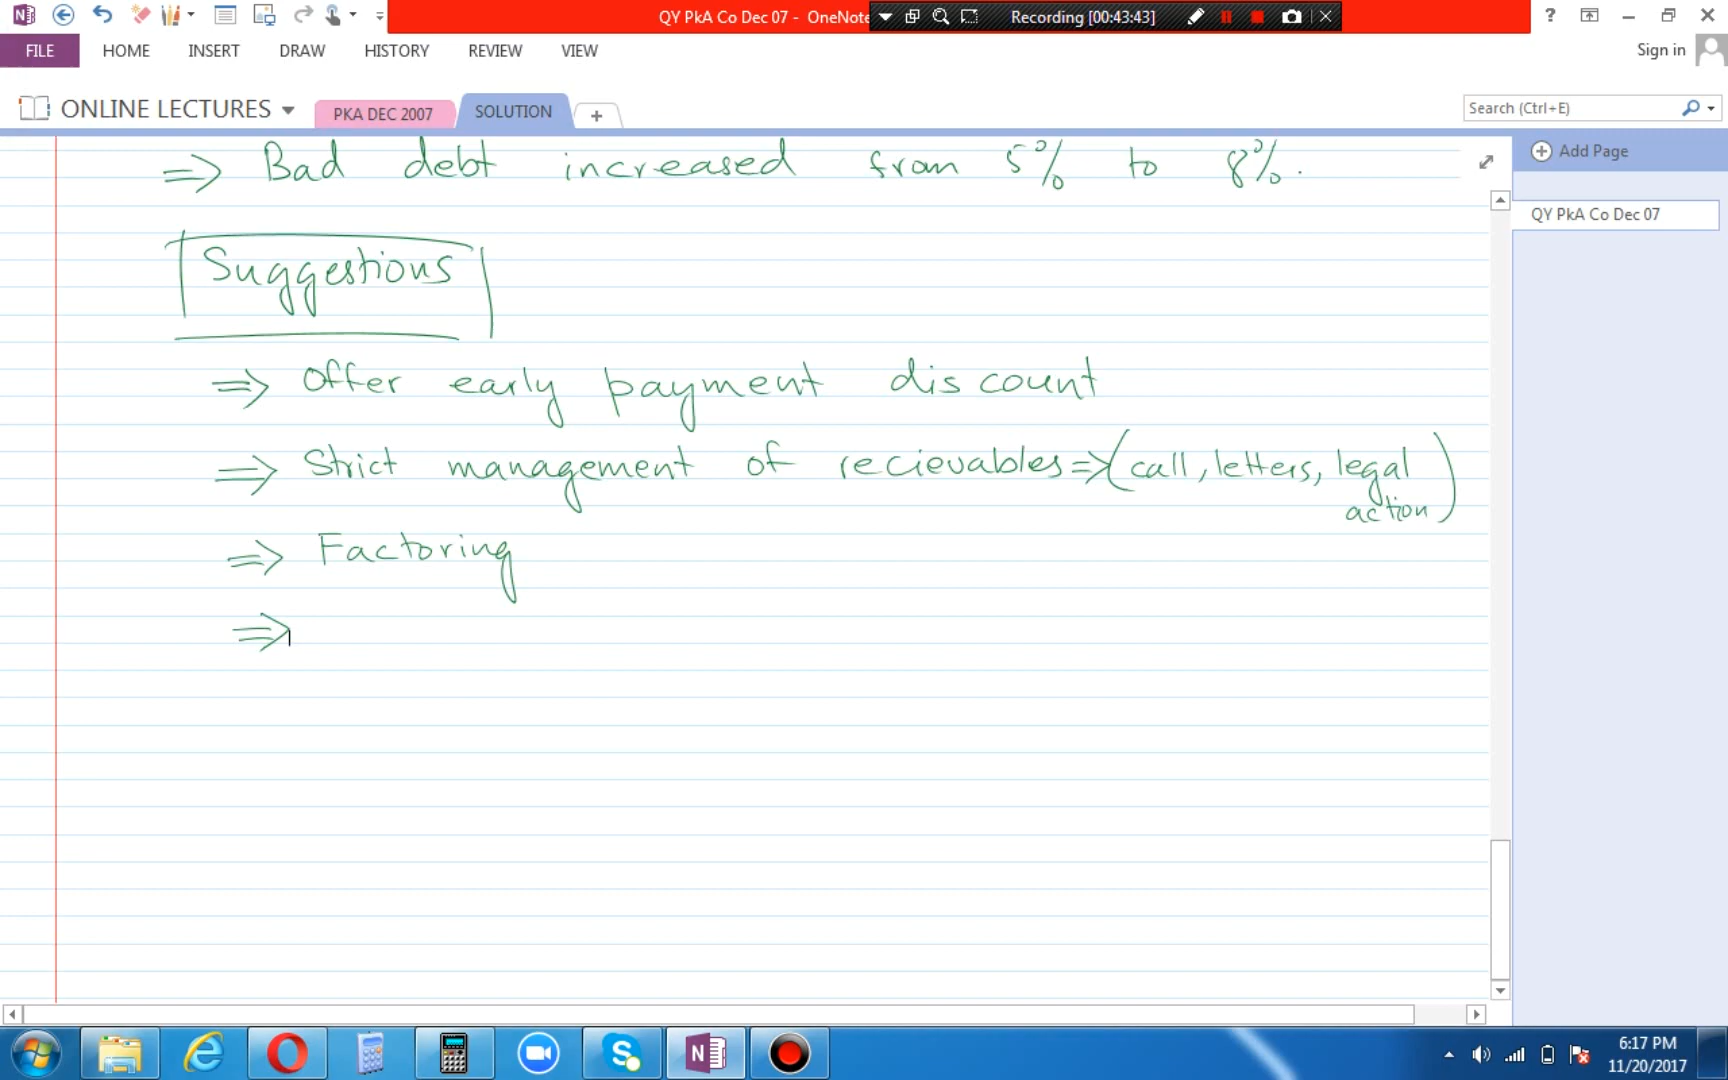 QY PkA Co Dec 07 - OneNote
Recording [00:43:43]
FILE HOME INSERT DRAW HISTORY REVIEW VIEW
Sign in
ONLINE LECTURES
PKA DEC 2007
SOLUTION
Search (Ctrl+E)
Add Page
QY PkA Co Dec 07
⇒ Bad debt increased from 5% to 8%.
Suggestions
⇒ Offer early payment discount
⇒ Strict management of recievables ⇒ (call, letters, legal
action)
⇒ Factoring
⇒
6:17 PM
11/20/2017